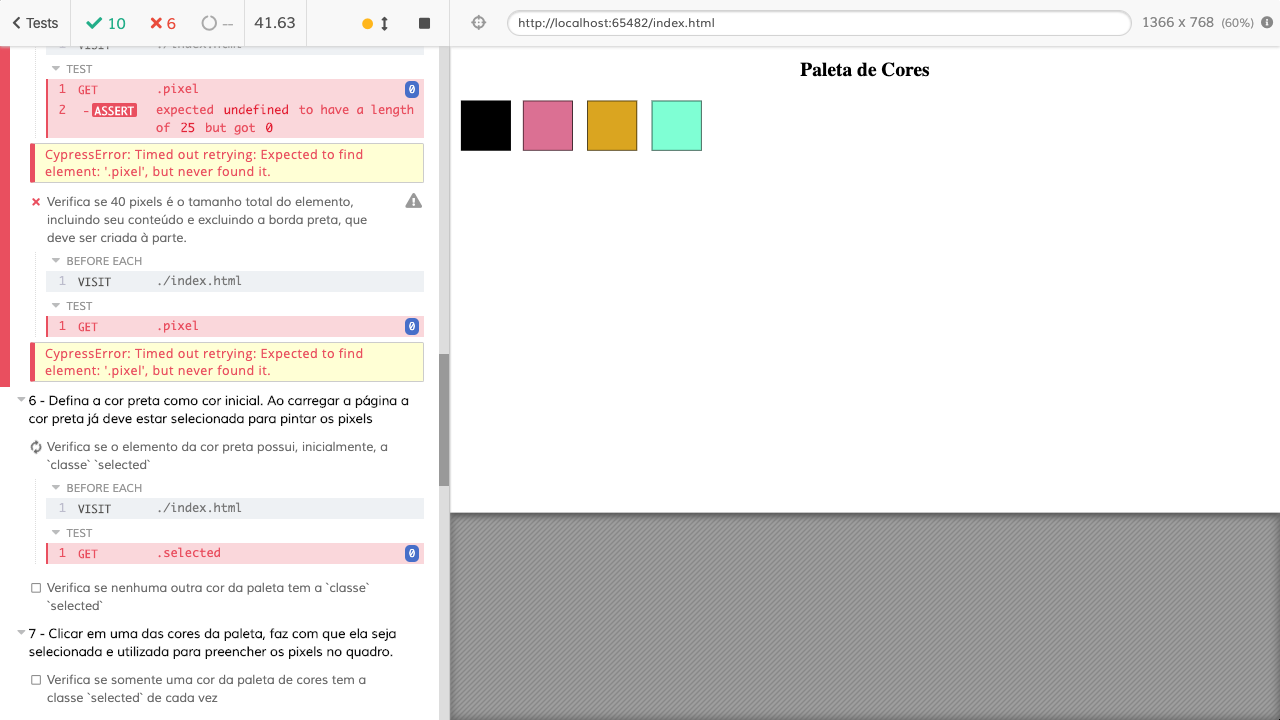 Tests
10
6
--
41.63
http://localhost:65482/index.html
1366 x 768 (60%)
1 VISIT ./index.html
TEST
1 GET .pixel 0
2 -ASSERT expected undefined to have a length
of 25 but got 0
CypressError: Timed out retrying: Expected to find
element: '.pixel', but never found it.
Verifica se 40 pixels é o tamanho total do elemento,
incluindo seu conteúdo e excluindo a borda preta, que
deve ser criada à parte.
BEFORE EACH
1 VISIT ./index.html
TEST
1 GET .pixel 0
CypressError: Timed out retrying: Expected to find
element: '.pixel', but never found it.
6 - Defina a cor preta como cor inicial. Ao carregar a página a
cor preta já deve estar selecionada para pintar os pixels
Verifica se o elemento da cor preta possui, inicialmente, a
`classe` `selected`
BEFORE EACH
1 VISIT ./index.html
TEST
1 GET .selected 0
Verifica se nenhuma outra cor da paleta tem a `classe`
`selected`
7 - Clicar em uma das cores da paleta, faz com que ela seja
selecionada e utilizada para preencher os pixels no quadro.
Verifica se somente uma cor da paleta de cores tem a
classe `selected` de cada vez
Paleta de Cores